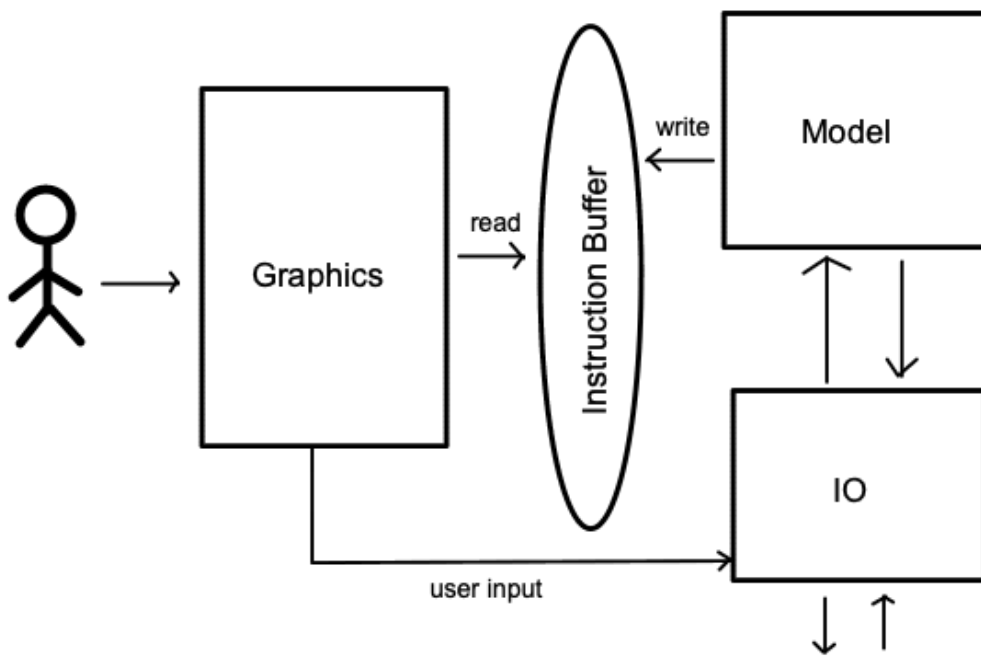 Model
write
Instruction Buffer
read
Graphics
IO
user input